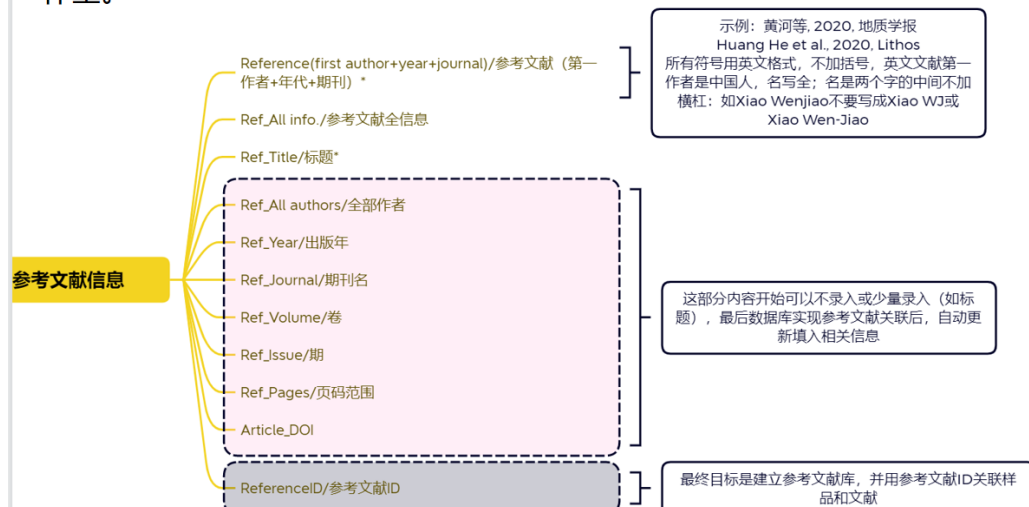 参考文献信息
Reference(first author+year+journal)/参考文献（第一
作者+年代+期刊）*
示例：黄河等, 2020, 地质学报
Huang He et al., 2020, Lithos
所有符号用英文格式，不加括号，英文文献第一
作者是中国人，名写全；名是两个字的中间不加
横杠：如Xiao Wenjiao不要写成Xiao WJ或
Xiao Wen-Jiao
Ref_All info./参考文献全信息
Ref_Title/标题*
Ref_All authors/全部作者
Ref_Year/出版年
Ref_Journal/期刊名
Ref_Volume/卷
Ref_Issue/期
Ref_Pages/页码范围
Article_DOI
这部分内容开始可以不录入或少量录入（如标
题），最后数据库实现参考文献关联后，自动更
新填入相关信息
ReferenceID/参考文献ID
最终目标是建立参考文献库，并用参考文献ID关联样
品和文献